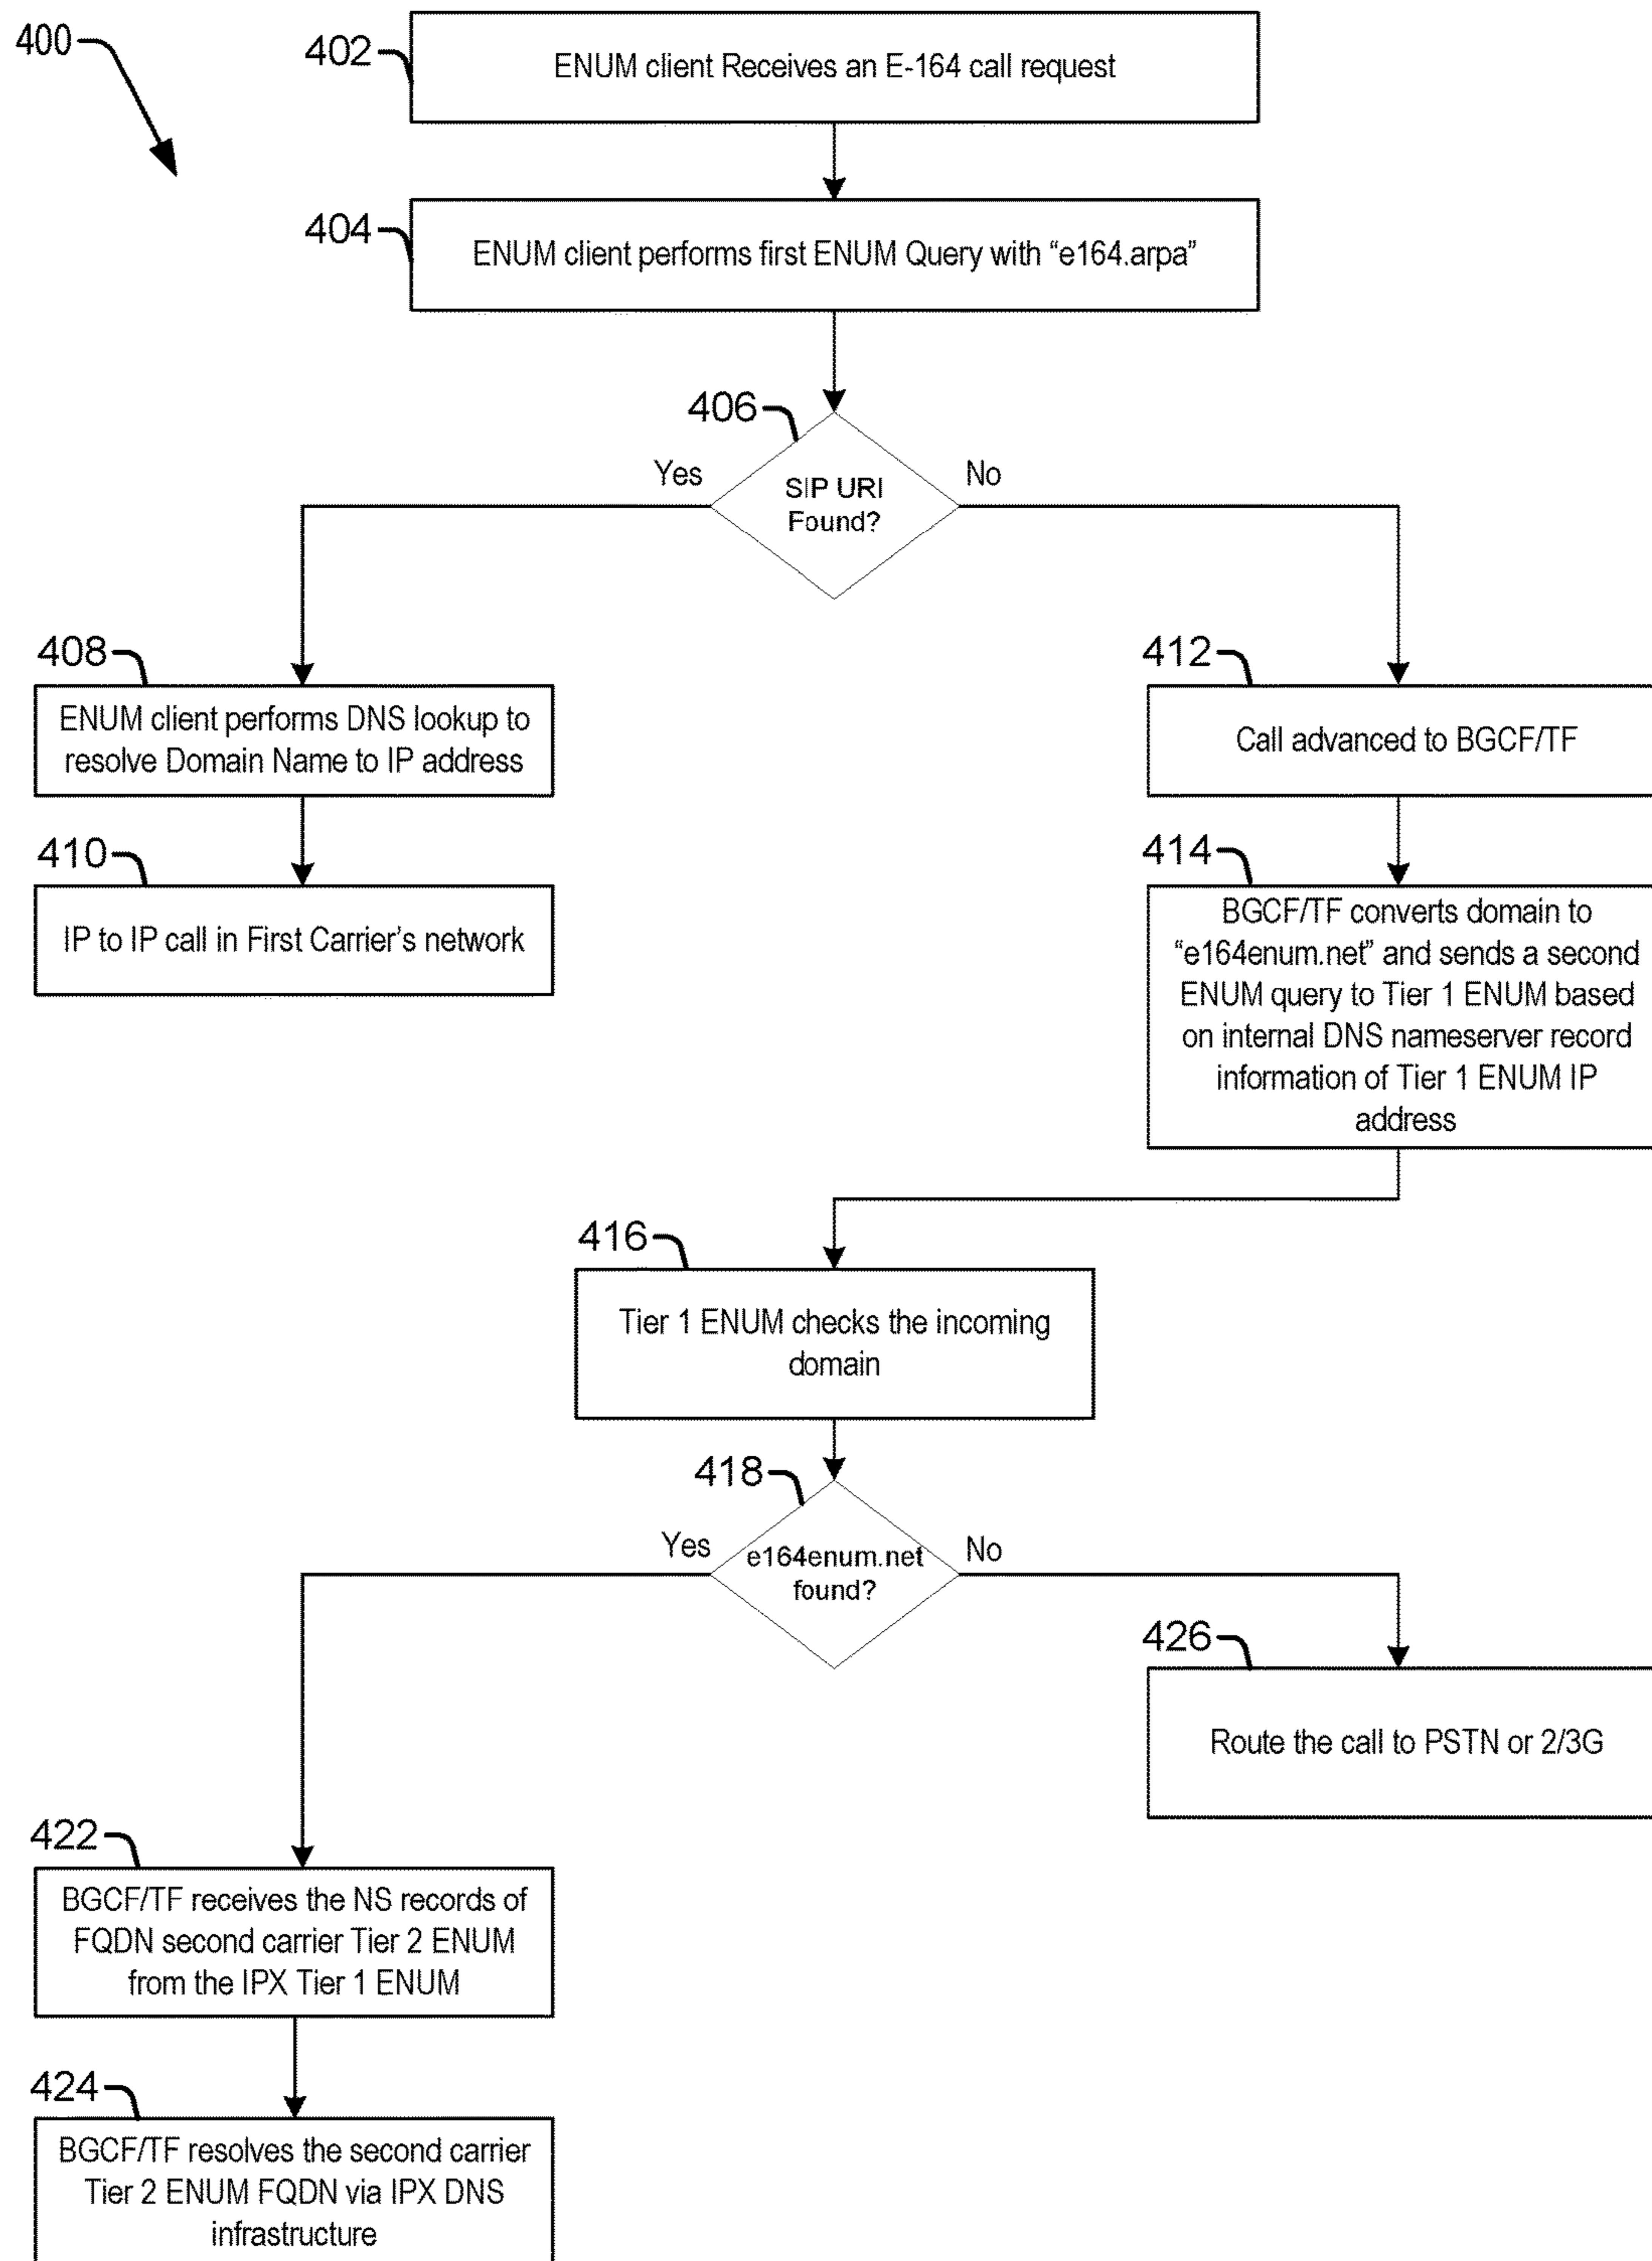 400
402
ENUM client Receives an E-164 call request
404
ENUM client performs first ENUM Query with “e164.arpa”
406
Yes
No
SIP URI
Found?
408
ENUM client performs DNS lookup to
resolve Domain Name to IP address
412
Call advanced to BGCF/TF
410
IP to IP call in First Carrier’s network
414
BGCF/TF converts domain to
“e164enum.net” and sends a second
ENUM query to Tier 1 ENUM based
on internal DNS nameserver record
information of Tier 1 ENUM IP
address
416
Tier 1 ENUM checks the incoming
domain
418
Yes
No
e164enum.net
found?
426
Route the call to PSTN or 2/3G
422
BGCF/TF receives the NS records of
FQDN second carrier Tier 2 ENUM
from the IPX Tier 1 ENUM
424
BGCF/TF resolves the second carrier
Tier 2 ENUM FQDN via IPX DNS
infrastructure